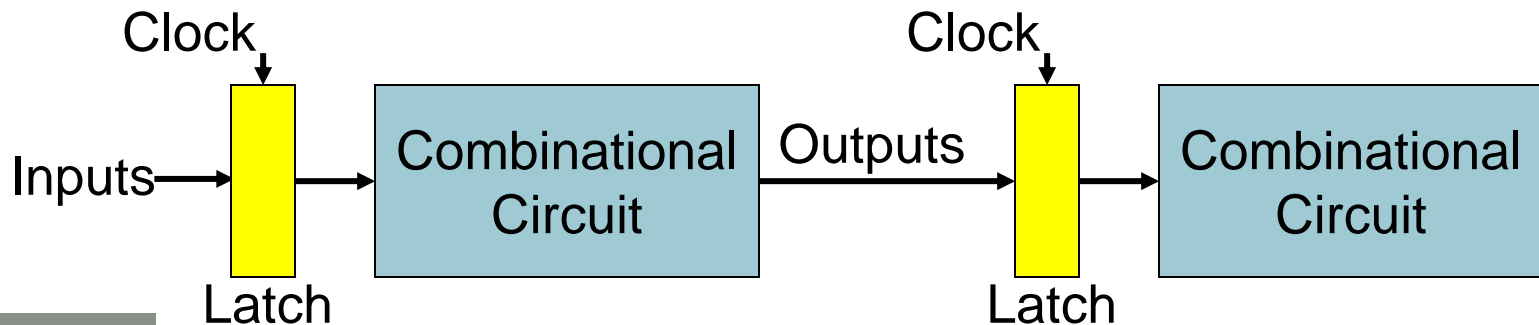 Clock
Clock
Inputs
Combinational
Circuit
Outputs
Combinational
Circuit
Latch
Latch